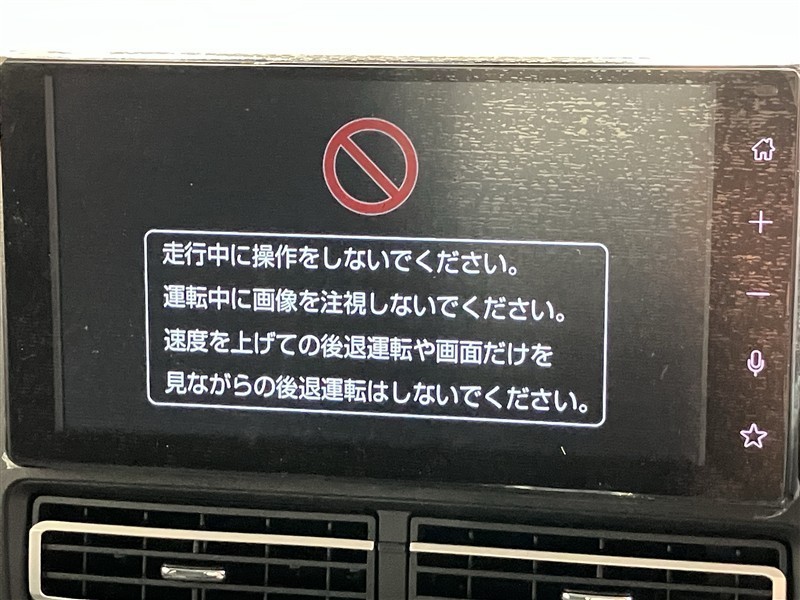 走行中に操作をしないでください。
運転中に画像を注視しないでください。
速度を上げての後退運転や画面だけを
見ながらの後退運転はしないでください。